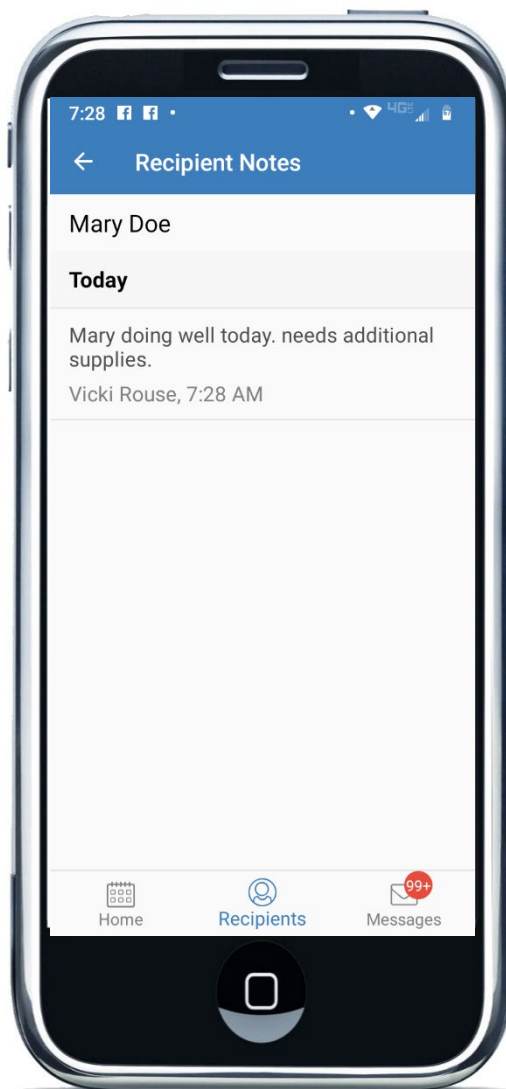 7:28
4G
Recipient Notes
Mary Doe
Today
Mary doing well today. needs additional
supplies.
Vicki Rouse, 7:28 AM
99+
Home
Recipients
Messages